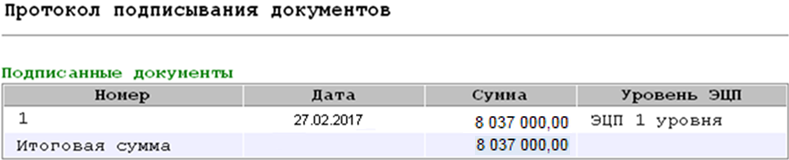 Протокол подписывания документов
Подписанные документы
Номер Дата Сумма Уровень ЭЦП
1 27.02.2017 8 037 000,00 ЭЦП 1 уровня
Итоговая сумма 8 037 000,00